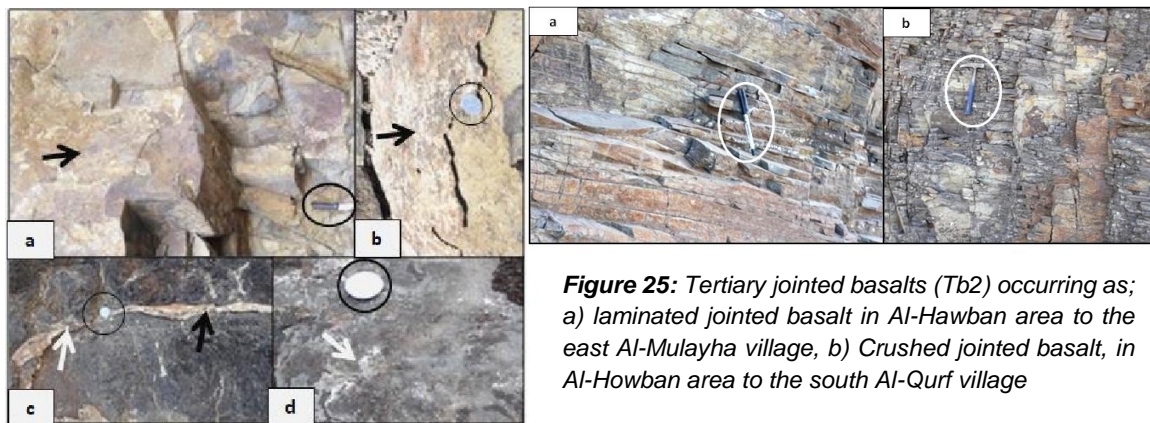 a
b
c
d
a
b
Figure 25: Tertiary jointed basalts (Tb2) occurring as;
a) laminated jointed basalt in Al-Hawban area to the
east Al-Mulayha village, b) Crushed jointed basalt, in
Al-Howban area to the south Al-Qurf village